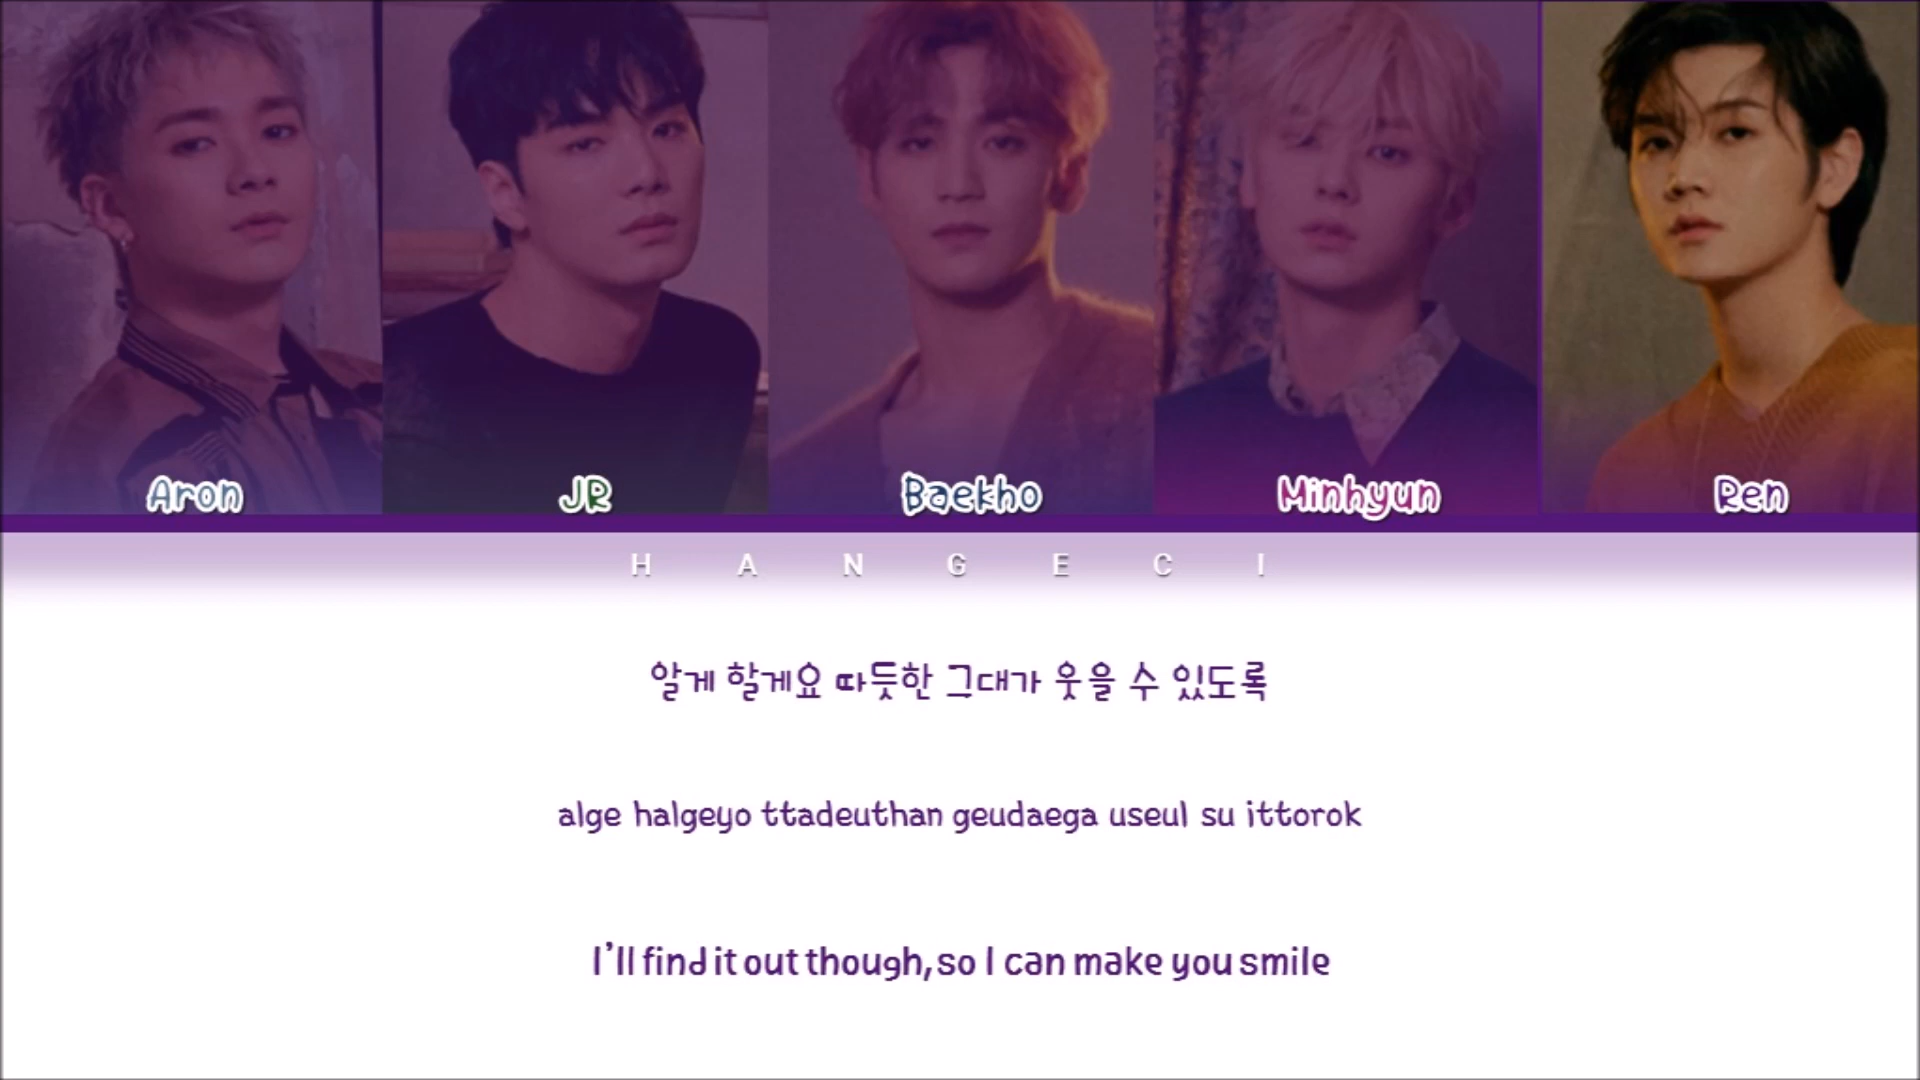 Aron JR Baekho Minhyun Ren
H A N G E C I
알게 할게요 따듯한 그대가 웃을 수 있도록
alge halgeyo ttadeuthan geudaega useul su ittorok
I'll find it out though, so I can make you smile